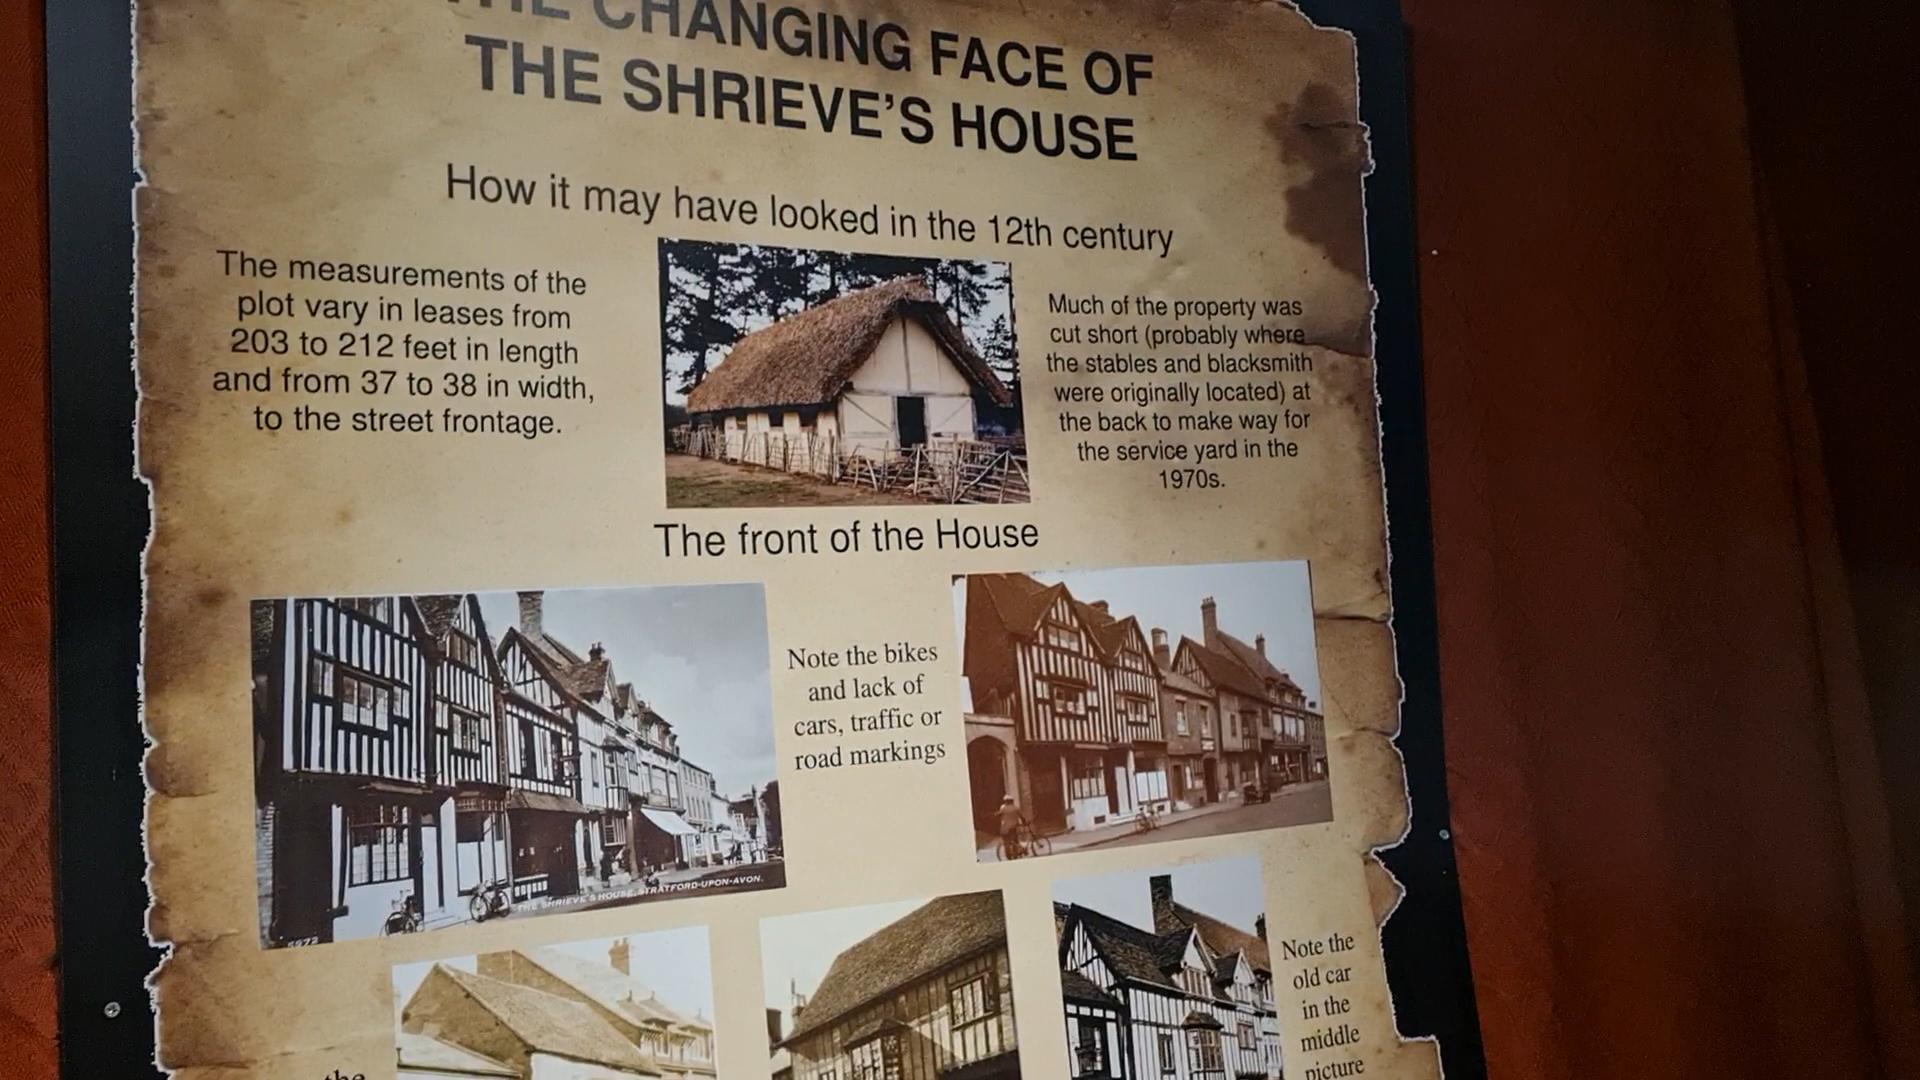 THE CHANGING FACE OF
THE SHRIEVE'S HOUSE
How it may have looked in the 12th century
The measurements of the
plot vary in leases from
203 to 212 feet in length
and from 37 to 38 in width,
to the street frontage.
Much of the property was
cut short (probably where
the stables and blacksmith
were originally located) at
the back to make way for
the service yard in the
1970s.
The front of the House
Note the bikes
and lack of
cars, traffic or
road markings
THE SHRIEVE'S HOUSE, STRATFORD-UPON-AVON.
Note the
old car
in the
middle
picture
the